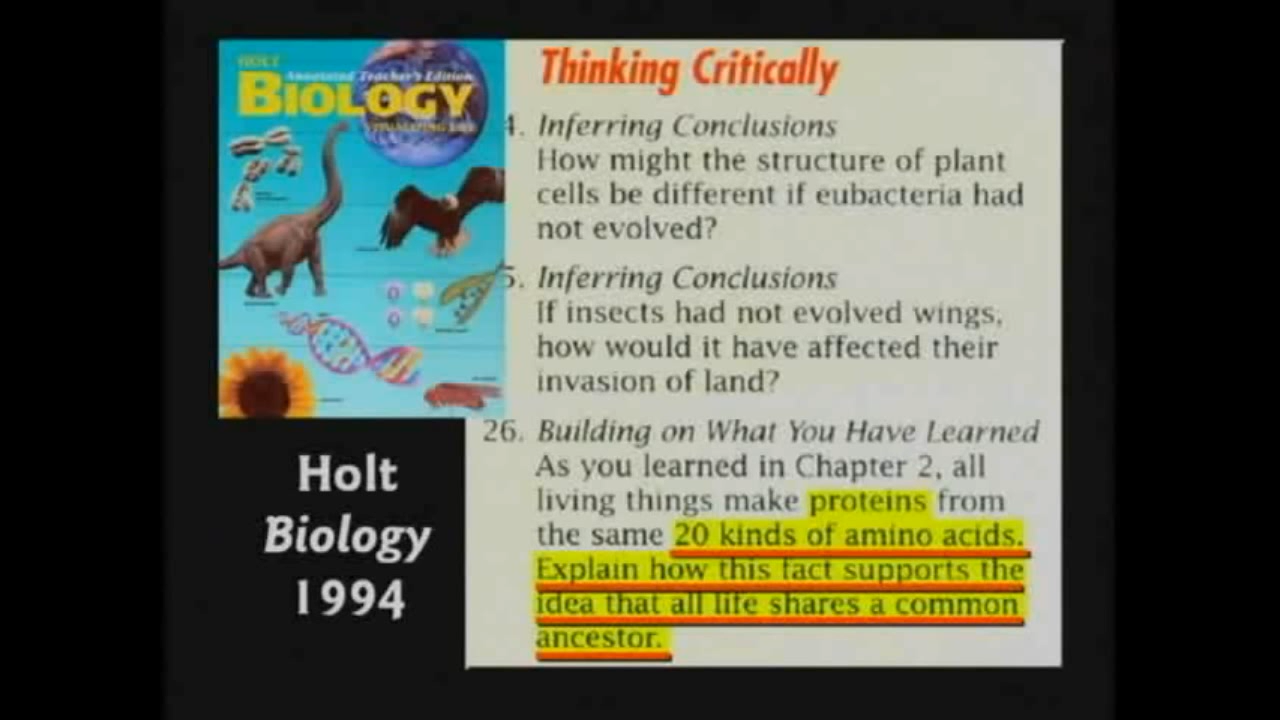 HOLT
Annotated Teacher's Edition
BIOLOGY
VISUALIZING LIFE
Holt
Biology
1994
Thinking Critically
4. Inferring Conclusions
How might the structure of plant
cells be different if eubacteria had
not evolved?
5. Inferring Conclusions
If insects had not evolved wings,
how would it have affected their
invasion of land?
26. Building on What You Have Learned
As you learned in Chapter 2, all
living things make proteins from
the same 20 kinds of amino acids.
Explain how this fact supports the
idea that all life shares a common
ancestor.